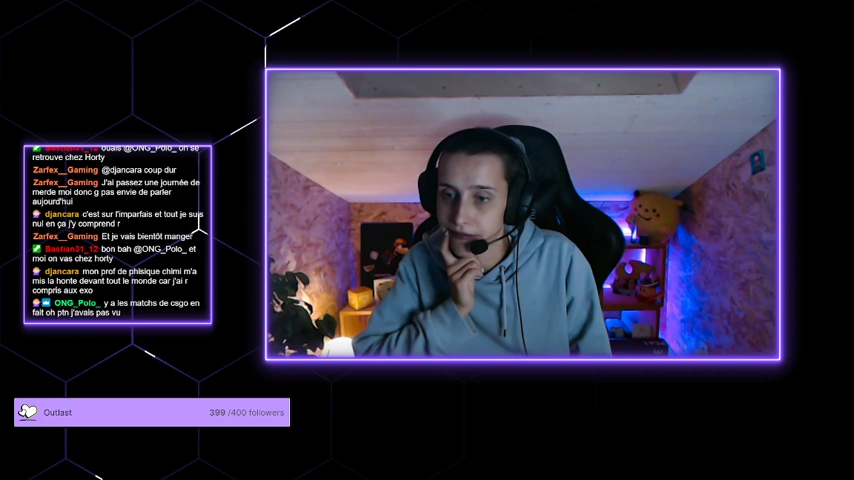 Bastian31_12 ouais @ONG_Polo_ on se
retrouve chez Horty
Zarfex__Gaming @djancara coup dur
Zarfex__Gaming J'ai passez une journée de
merde moi donc g pas envie de parler
aujourd'hui
djancara c'est sur l'imparfais et tout je suis
nul en ça j'y comprend r
Zarfex__Gaming Et je vais bientôt manger
Bastian31_12 bon bah @ONG_Polo_ et
moi on vas chez horty
djancara mon prof de phisique chimi m'a
mis la honte devant tout le monde car j'ai r
compris aux exo
ONG_Polo_ y a les matchs de csgo en
fait oh ptn j'avais pas vu
Outlast 399 /400 followers